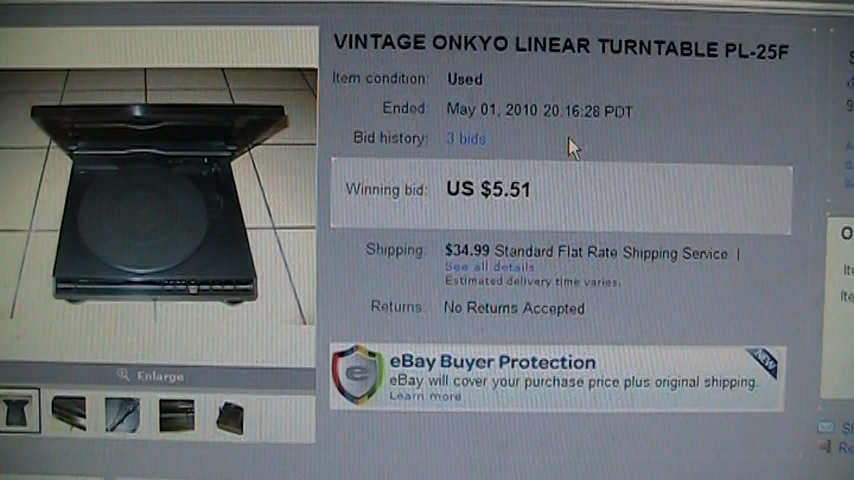 VINTAGE ONKYO LINEAR TURNTABLE PL-25F
Item condition: Used
Ended: May 01, 2010 20:16:28 PDT
Bid history: 3 bids
Winning bid: US $5.51
Shipping: $34.99 Standard Flat Rate Shipping Service |
See all details
Estimated delivery time varies.
Returns: No Returns Accepted
Enlarge
eBay Buyer Protection
eBay will cover your purchase price plus original shipping.
Learn more
NEW